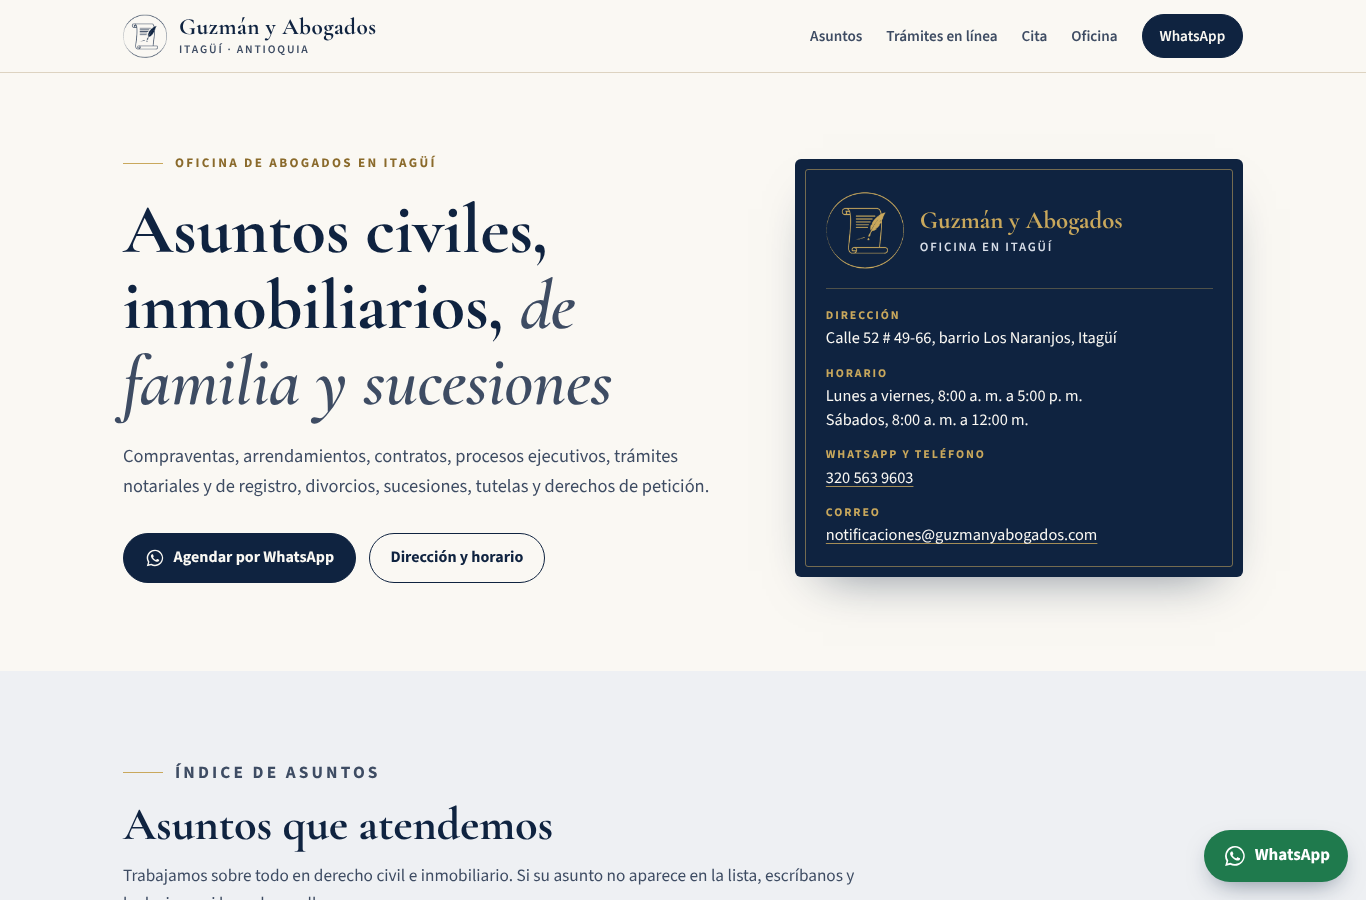 Guzmán y Abogados
ITAGÜÍ · ANTIOQUIA
Asuntos
Trámites en línea
Cita
Oficina
WhatsApp
OFICINA DE ABOGADOS EN ITAGÜÍ
Asuntos civiles,
inmobiliarios, de
familia y sucesiones
Compraventas, arrendamientos, contratos, procesos ejecutivos, trámites
notariales y de registro, divorcios, sucesiones, tutelas y derechos de petición.
Agendar por WhatsApp
Dirección y horario
Guzmán y Abogados
OFICINA EN ITAGÜÍ
DIRECCIÓN
Calle 52 # 49-66, barrio Los Naranjos, Itagüí
HORARIO
Lunes a viernes, 8:00 a. m. a 5:00 p. m.
Sábados, 8:00 a. m. a 12:00 m.
WHATSAPP Y TELÉFONO
320 563 9603
CORREO
notificaciones@guzmanyabogados.com
ÍNDICE DE ASUNTOS
Asuntos que atendemos
Trabajamos sobre todo en derecho civil e inmobiliario. Si su asunto no aparece en la lista, escríbanos y
WhatsApp